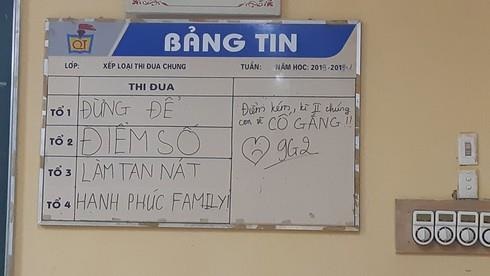 QT
BẢNG TIN
LỚP: XẾP LOẠI THI ĐUA CHUNG TUẦN: NĂM HỌC: 2018-2019
THI ĐUA
TỔ 1 ĐỪNG ĐỂ
TỔ 2 ĐIỂM SỐ
TỔ 3 LÀM TAN NÁT
TỔ 4 HẠNH PHÚC FAMILY!
Điểm kém, kì II chúng
con sẽ CỐ GẮNG !!
9G2